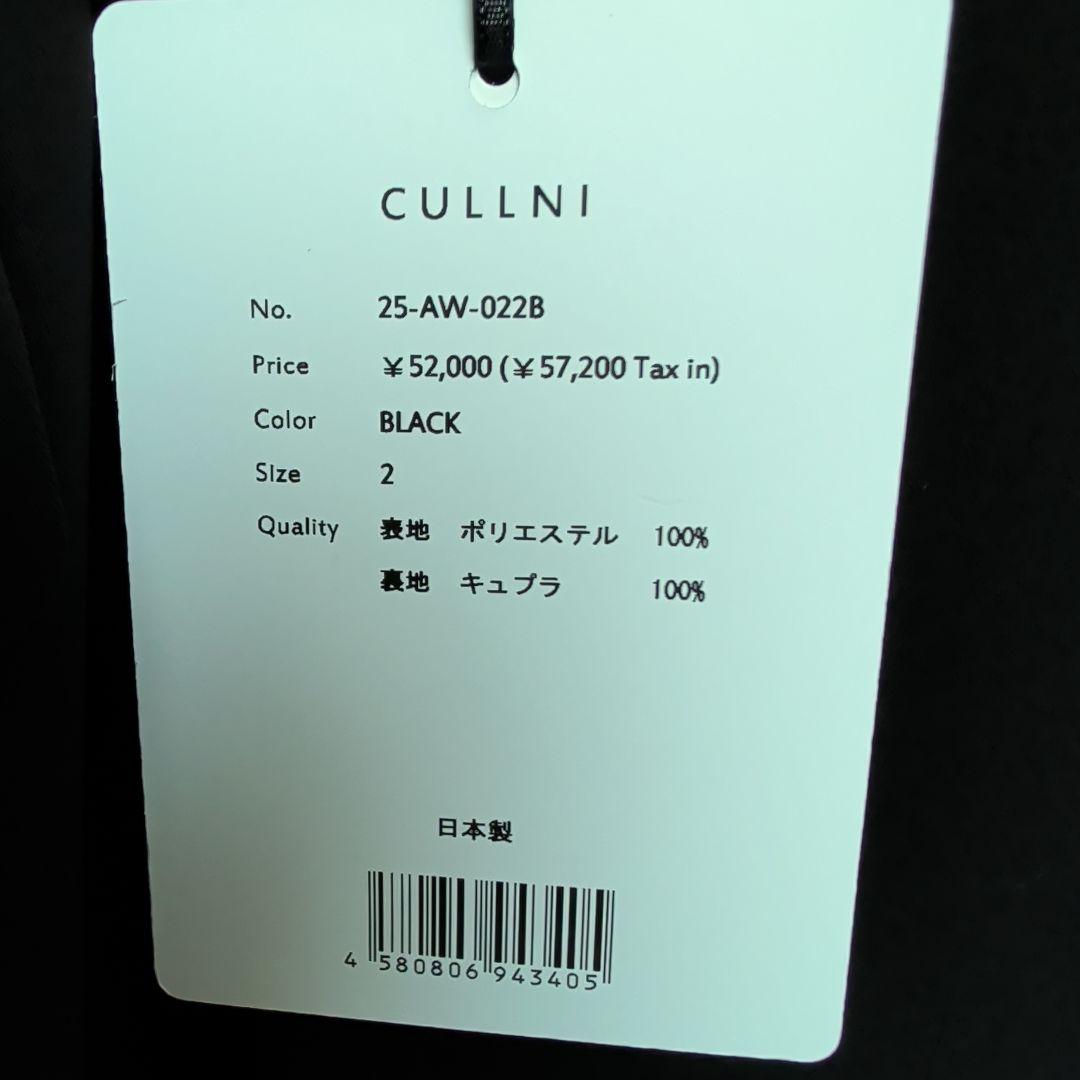 CULLNI
No. 25-AW-022B
Price ¥52,000 (¥57,200 Tax in)
Color BLACK
Size 2
Quality 表地 ポリエステル 100%
裏地 キュプラ 100%
日本製
4 580806 943405